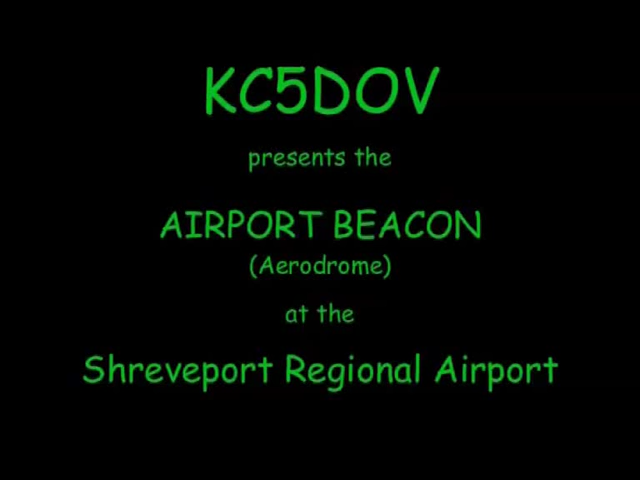 KC5DOV
presents the
AIRPORT BEACON
(Aerodrome)
at the
Shreveport Regional Airport